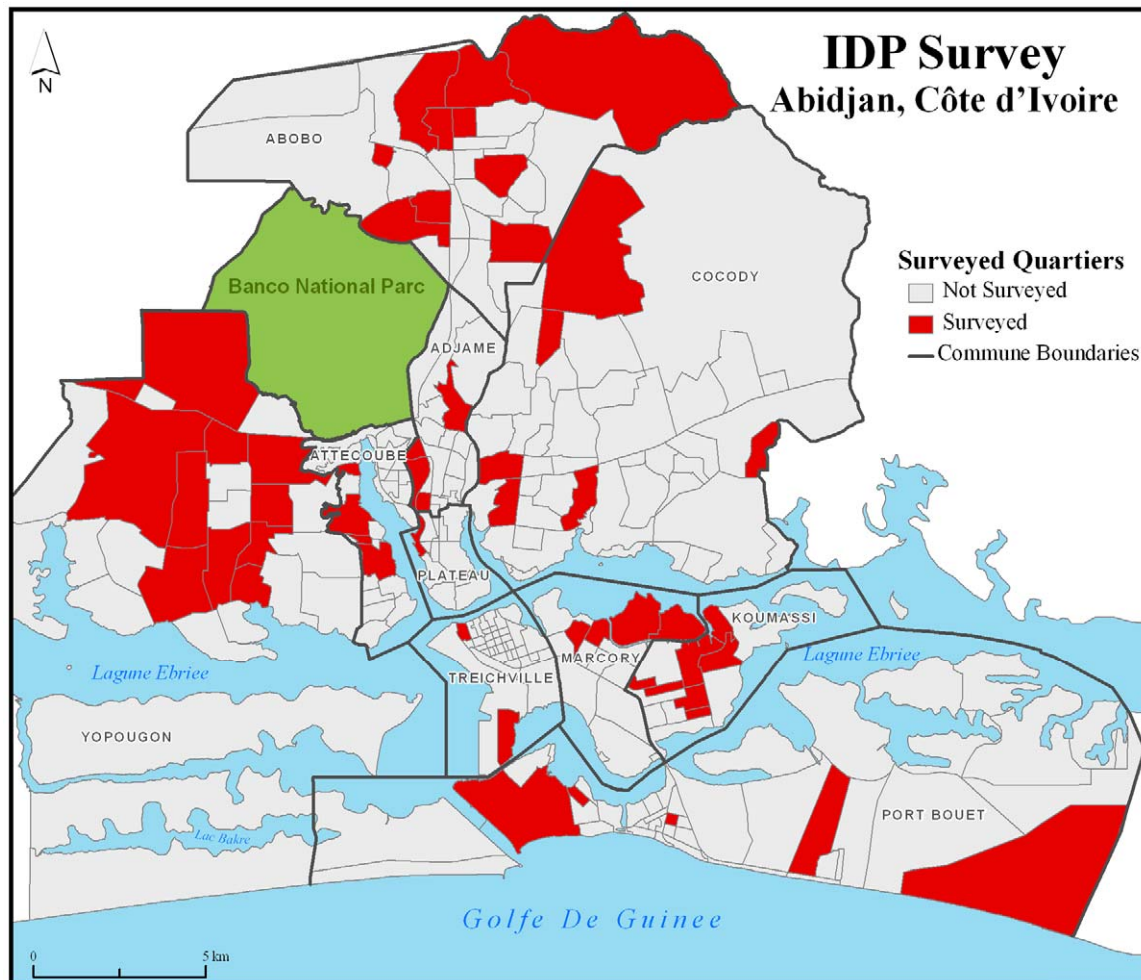 IDP Survey
Abidjan, Côte d'Ivoire
N
ABOBO
Banco National Parc
COCODY
Surveyed Quartiers
Not Surveyed
Surveyed
Commune Boundaries
ADJAME
ATTECOUBE
PLATEAU
KOUMASSI
MARCORY
TREICHVILLE
Lagune Ebriee
Lagune Ebriee
YOPOUGON
PORT BOUET
Lac Bakre
Golfe De Guinee
0 5 km